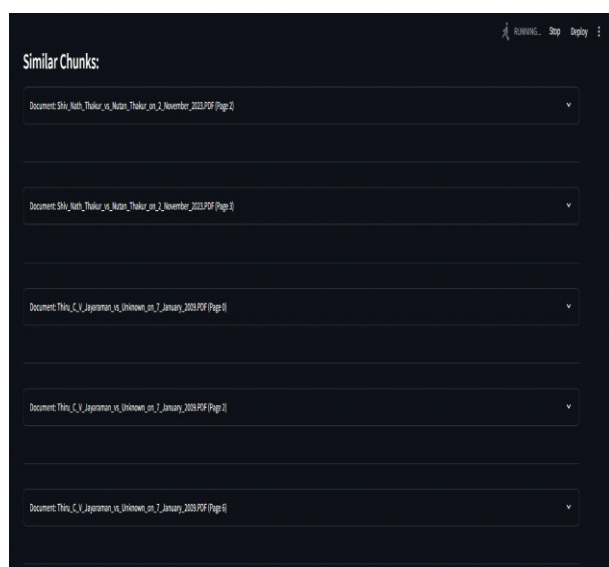 RUNNING... Stop Deploy
Similar Chunks:
Document: Shiv_Nath_Thakur_vs_Nutan_Thakur_on_2_November_2023.PDF (Page 2)
Document: Shiv_Nath_Thakur_vs_Nutan_Thakur_on_2_November_2023.PDF (Page 3)
Document: Thiru_C_V_Jayaraman_vs_Unknown_on_7_January_2009.PDF (Page 0)
Document: Thiru_C_V_Jayaraman_vs_Unknown_on_7_January_2009.PDF (Page 2)
Document: Thiru_C_V_Jayaraman_vs_Unknown_on_7_January_2009.PDF (Page 6)